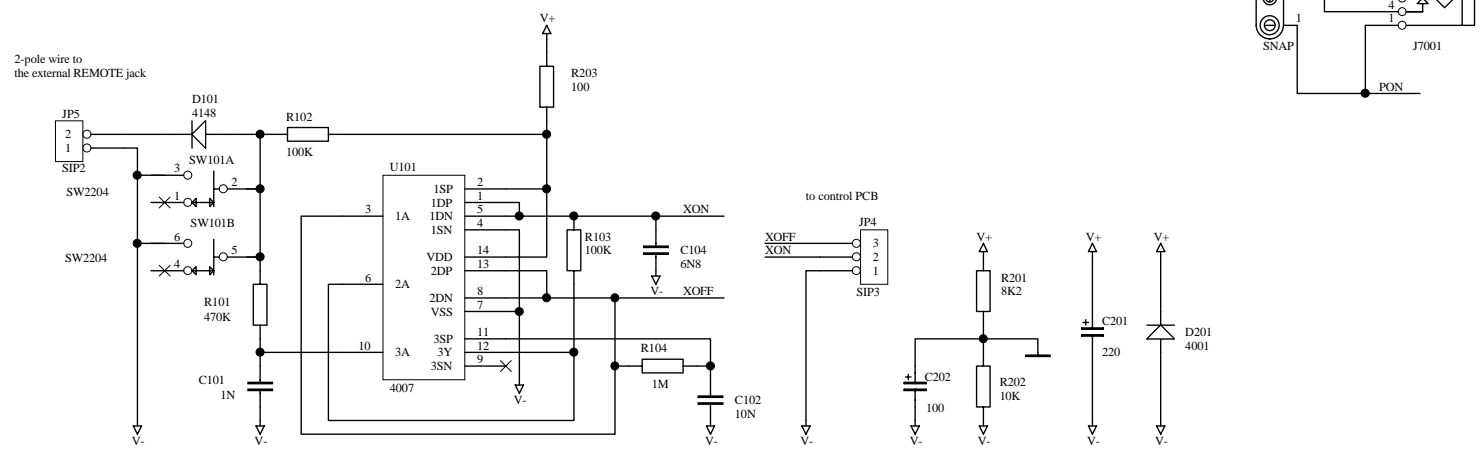 V+
R203
100
2-pole wire to
the external REMOTE jack
D101
4148
JP5
2
1
SIP2
R102
100K
SW101A
3
2
1
SW2204
SW101B
6
5
4
SW2204
R101
470K
C101
1N
V-
V-
U101
3
1A
6
2A
10
3A
1SP
2
1DP
1
1DN
5
1SN
4
VDD
14
2DP
13
2DN
8
VSS
7
3SP
11
3Y
12
3SN
9
4007
V-
XON
R103
100K
C104
6N8
V-
XOFF
R104
1M
C102
10N
V-
to control PCB
JP4
XOFF
3
XON
2
1
SIP3
V-
V+
R201
8K2
C202
100
V-
R202
10K
V-
V+
C201
220
V-
V+
D201
4001
V-
1
SNAP
4
1
J7001
PON